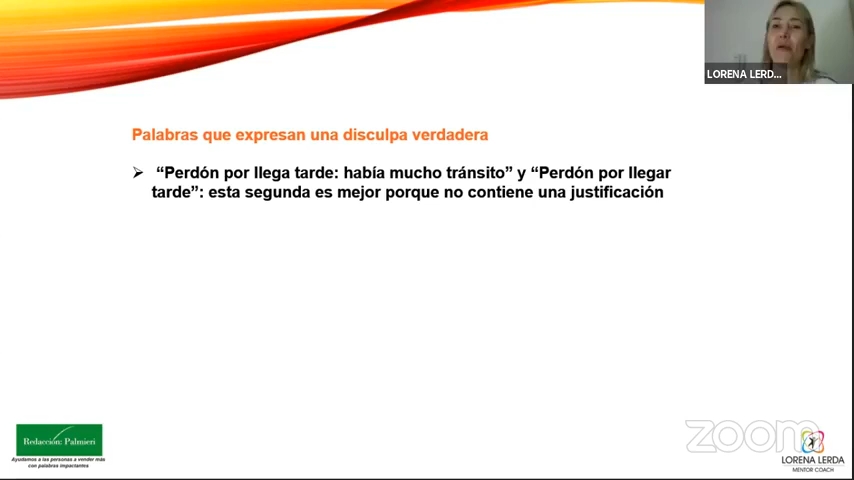 LORENA LERD...
Palabras que expresan una disculpa verdadera
➢ “Perdón por llega tarde: había mucho tránsito” y “Perdón por llegar
tarde”: esta segunda es mejor porque no contiene una justificación
Redacción: Palmieri
Ayudamos a las personas a vender más
con palabras impactantes
zoom
LORENA LERDA
MENTOR COACH